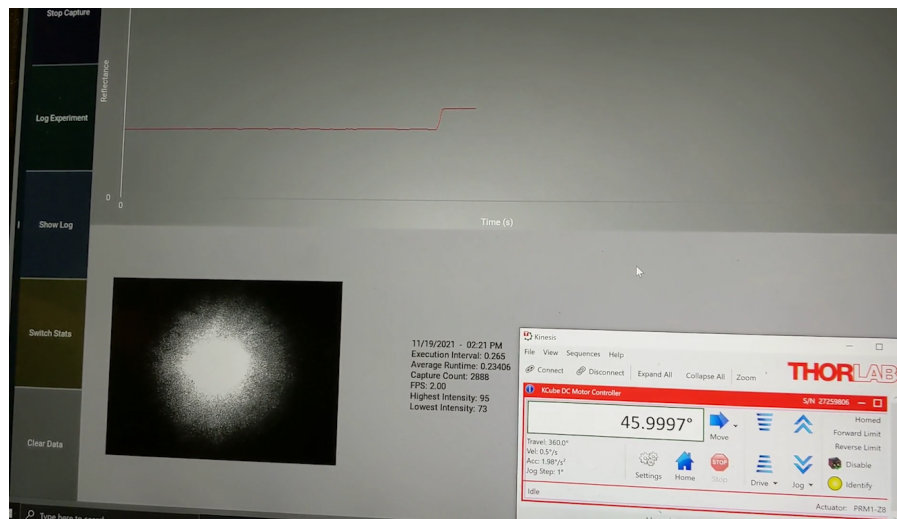 Stop Capture
Log Experiment
Show Log
Switch Stats
Clear Data
Reflectance
0
0
Time (s)
11/19/2021 - 02:21 PM
Execution Interval: 0.265
Average Runtime: 0.23406
Capture Count: 2888
FPS: 2.00
Highest Intensity: 95
Lowest Intensity: 73
Kinesis
File View Sequences Help
Connect Disconnect Expand All Collapse All Zoom
THORLAB
KCube DC Motor Controller
S/N 27259806
45.9997°
Move
Travel: 360.0°
Vel: 0.5°/s
Acc: 1.98°/s²
Jog Step: 1°
Settings
Home
STOP
Stop
Drive
Jog
Homed
Forward Limit
Reverse Limit
Disable
Identify
Idle
Actuator: PRM1-Z8
Type here to